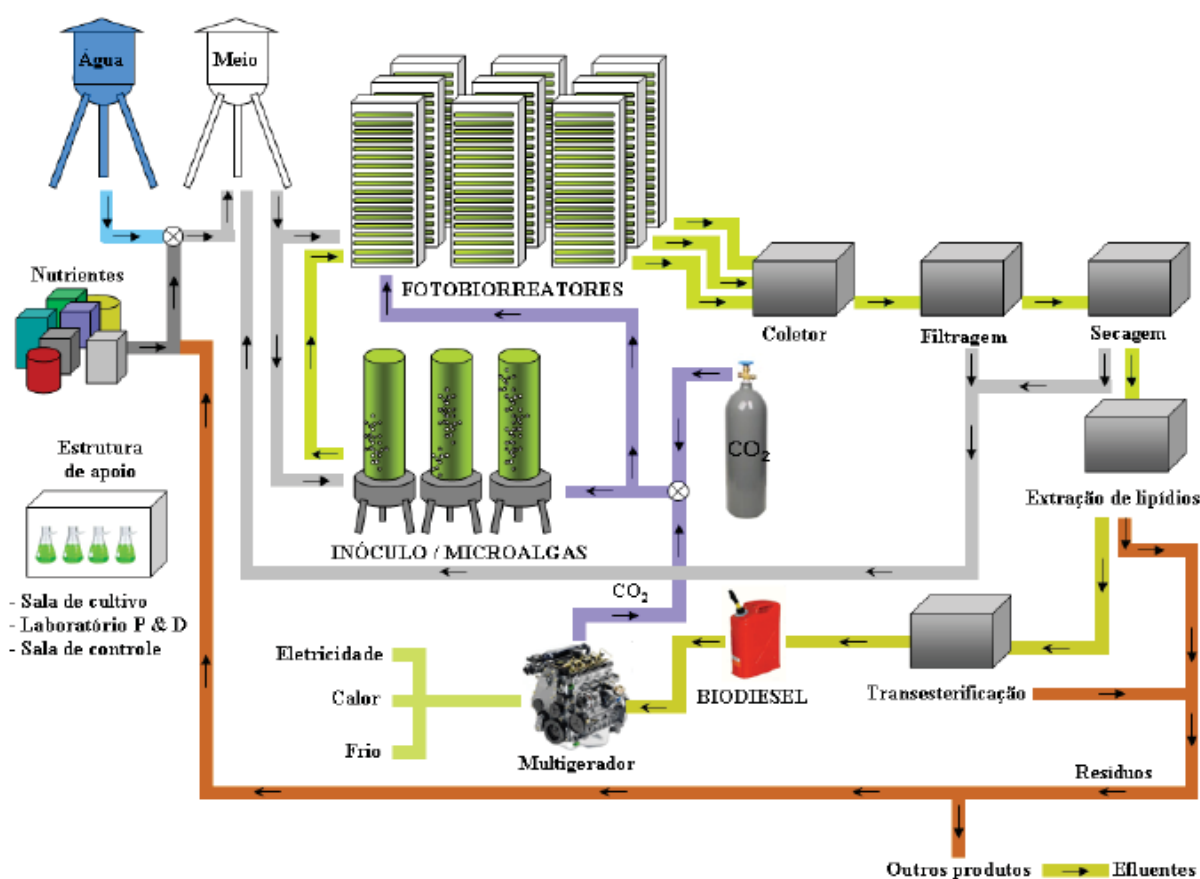 Água
Meio
Nutrientes
FOTOBIORREATORES
Coletor
Filtragem
Secagem
CO₂
Estrutura
de apoio
INÓCULO / MICROALGAS
Extração de lipídios
- Sala de cultivo
- Laboratório P & D
- Sala de controle
CO₂
Eletricidade
Calor
Frio
Multigerador
BIODIESEL
Transesterificação
Resíduos
Outros produtos
Efluentes